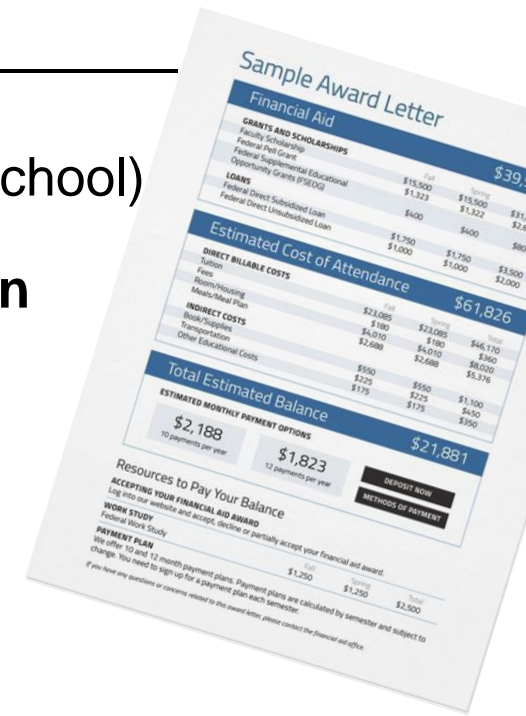 chool)
n
Sample Award Letter
Financial Aid $39,
GRANTS AND SCHOLARSHIPS Fall Spring
Faculty Scholarship $15,500 $15,500
Federal Pell Grant $1,323 $1,322
Federal Supplemental Educational
Opportunity Grants (FSEOG) $400 $400
LOANS
Federal Direct Subsidized Loan $1,750 $1,750 $3,500
Federal Direct Unsubsidized Loan $1,000 $1,000 $2,000
Estimated Cost of Attendance $61,826
DIRECT BILLABLE COSTS Fall Spring Total
Tuition $23,085 $23,085 $46,170
Fees $180 $180 $360
Room/Housing $4,010 $4,010 $8,020
Meals/Meal Plan $2,688 $2,688 $5,376
INDIRECT COSTS
Book/Supplies $550 $550 $1,100
Transportation $225 $225 $450
Other Educational Costs $175 $175 $350
Total Estimated Balance $21,881
ESTIMATED MONTHLY PAYMENT OPTIONS
$2,188 $1,823 DEPOSIT NOW
10 payments per year 12 payments per year METHODS OF PAYMENT
Resources to Pay Your Balance
ACCEPTING YOUR FINANCIAL AID AWARD
Log into our website and accept, decline or partially accept your financial aid award.
WORK STUDY Fall Spring Total
Federal Work Study $1,250 $1,250 $2,500
PAYMENT PLAN
We offer 10 and 12 month payment plans. Payment plans are calculated by semester and subject to
change. You need to sign up for a payment plan each semester.
If you have any questions or concerns related to this award letter, please contact the financial aid office